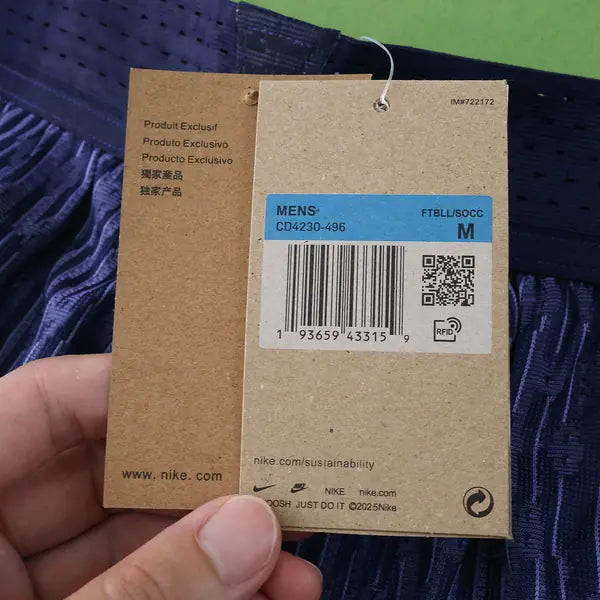 Produit Exclusif
Produto Exclusivo
Producto Exclusivo
獨家產品
独家产品
www. nike. com
IM#722172
MENS
FTBLL/SOCC
CD4230-496
M
1 93659 43315 9
RFID
nike.com/sustainability
NIKE nike.com
OOSH JUST DO IT ©2025Nike